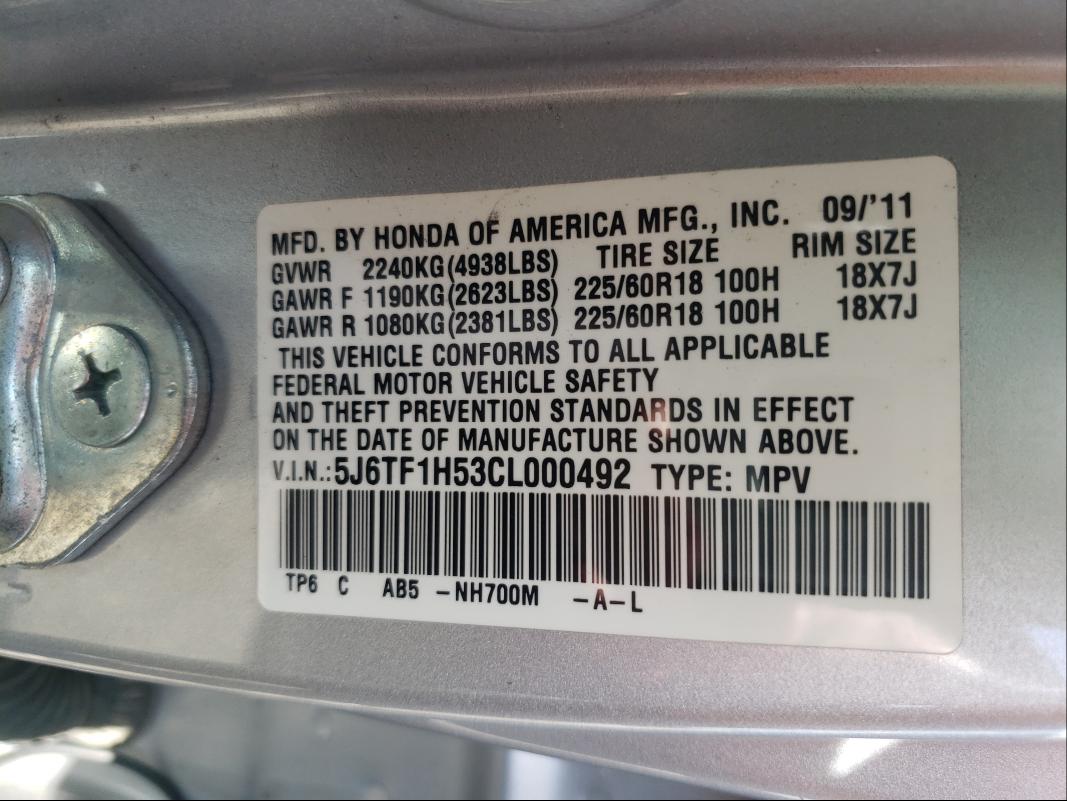 MFD. BY HONDA OF AMERICA MFG., INC. 09/'11
GVWR 2240KG(4938LBS) TIRE SIZE RIM SIZE
GAWR F 1190KG(2623LBS) 225/60R18 100H 18X7J
GAWR R 1080KG(2381LBS) 225/60R18 100H 18X7J
THIS VEHICLE CONFORMS TO ALL APPLICABLE
FEDERAL MOTOR VEHICLE SAFETY
AND THEFT PREVENTION STANDARDS IN EFFECT
ON THE DATE OF MANUFACTURE SHOWN ABOVE.
V.I.N.: 5J6TF1H53CL000492 TYPE: MPV
TP6 C AB5 -NH700M -A-L